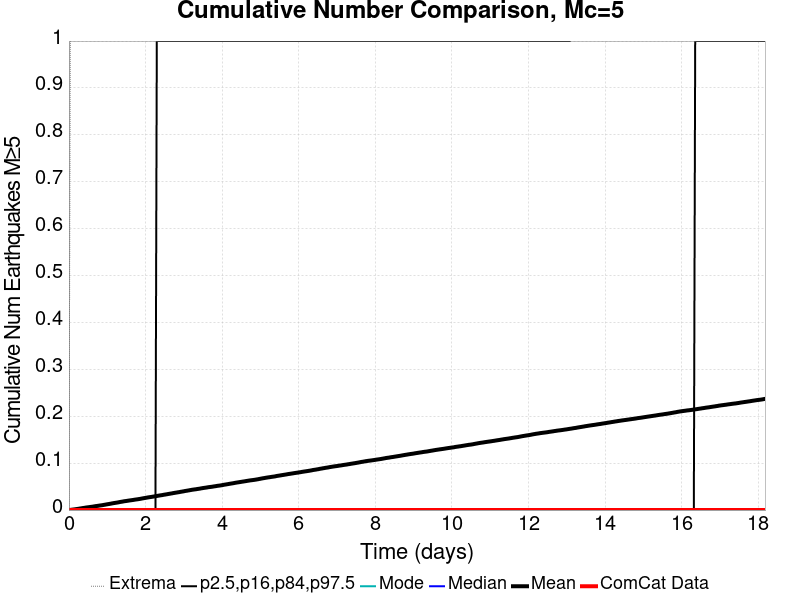 Cumulative Number Comparison, Mc=5
Cumulative Num Earthquakes M≥5
1
0.9
0.8
0.7
0.6
0.5
0.4
0.3
0.2
0.1
0
0 2 4 6 8 10 12 14 16 18
Time (days)
Extrema p2.5,p16,p84,p97.5 Mode Median Mean ComCat Data